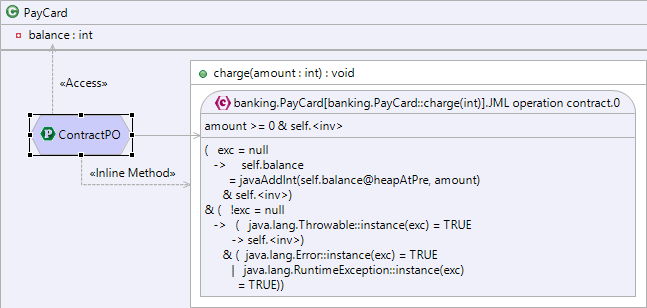 PayCard
balance : int
«Access»
charge(amount : int) : void
banking.PayCard[banking.PayCard::charge(int)].JML operation contract.0
ContractPO
amount >= 0 & self.<inv>
( exc = null
-> self.balance
= javaAddInt(self.balance@heapAtPre, amount)
& self.<inv>)
«Inline Method»
& ( !exc = null
-> ( java.lang.Throwable::instance(exc) = TRUE
-> self.<inv>)
& ( java.lang.Error::instance(exc) = TRUE
| java.lang.RuntimeException::instance(exc)
= TRUE))